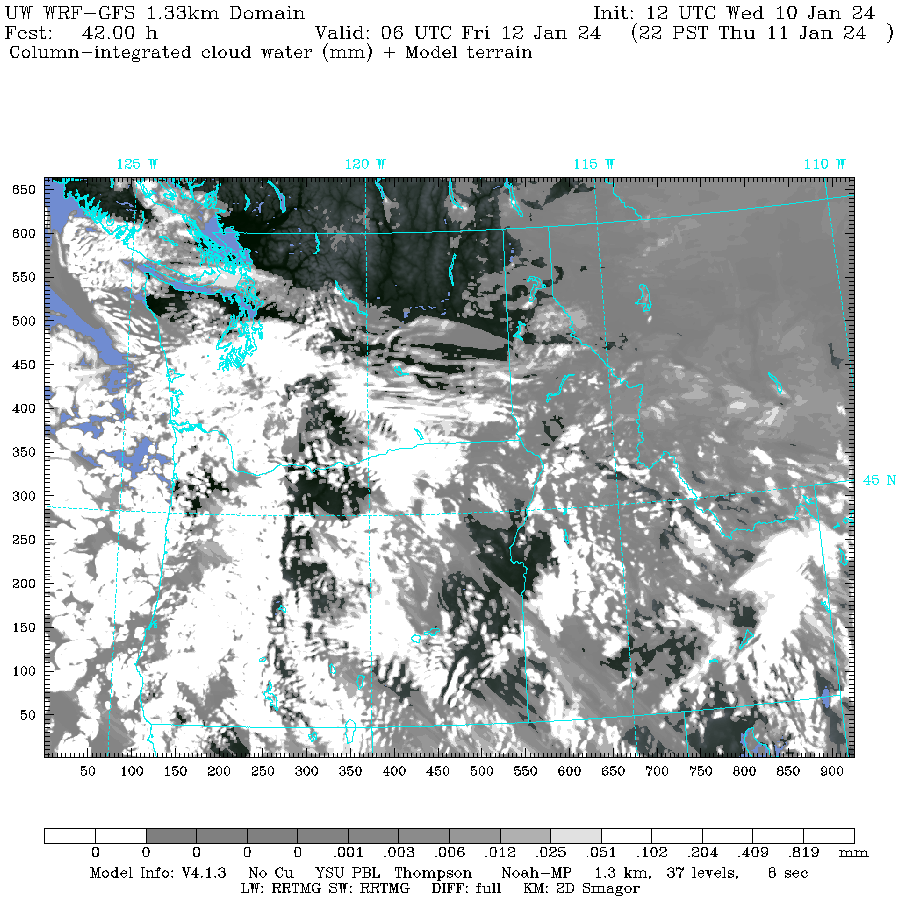 UW WRF-GFS 1.33km Domain Init: 12 UTC Wed 10 Jan 24
Fcst: 42.00 h Valid: 06 UTC Fri 12 Jan 24 (22 PST Thu 11 Jan 24 )
Column-integrated cloud water (mm) + Model terrain
125 W 120 W 115 W 110 W
650
600
550
500
450
400
350
45 N
300
250
200
150
100
50
50 100 150 200 250 300 350 400 450 500 550 600 650 700 750 800 850 900
0 0 0 0 0 .001 .003 .006 .012 .025 .051 .102 .204 .409 .819 mm
Model Info: V4.1.3 No Cu YSU PBL Thompson Noah-MP 1.3 km, 37 levels, 8 sec
LW: RRTMG SW: RRTMG DIFF: full KM: 2D Smagor